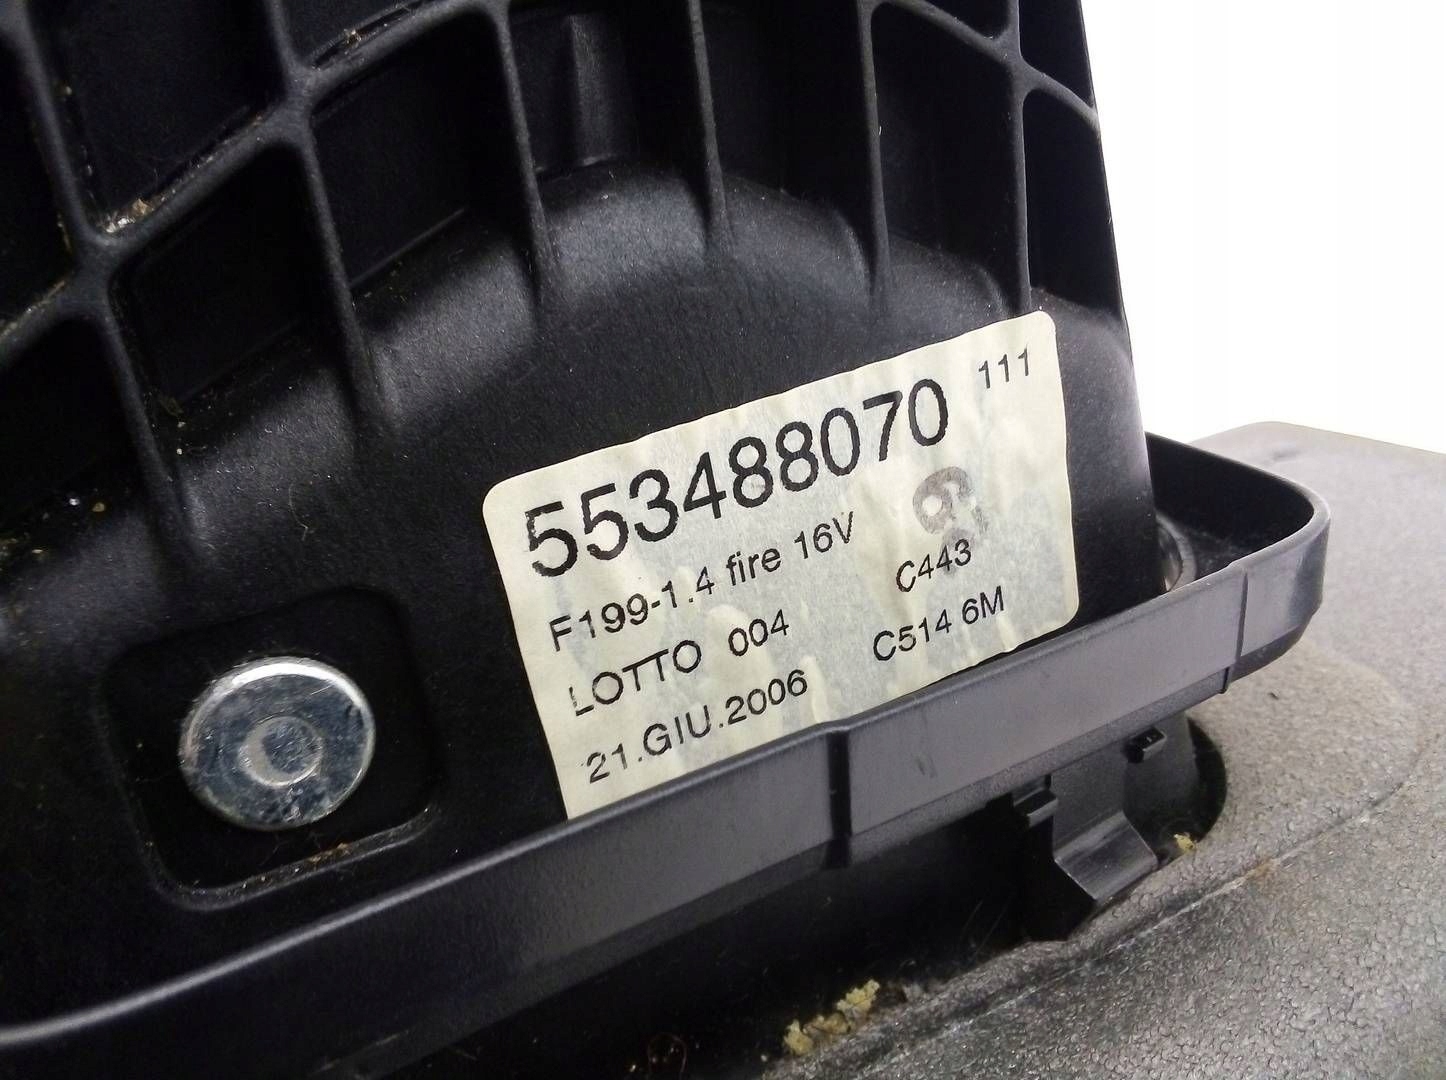 553488070 111
F199-1.4 fire 16V
C443
LOTTO 004
C514 6M
21.GIU.2006